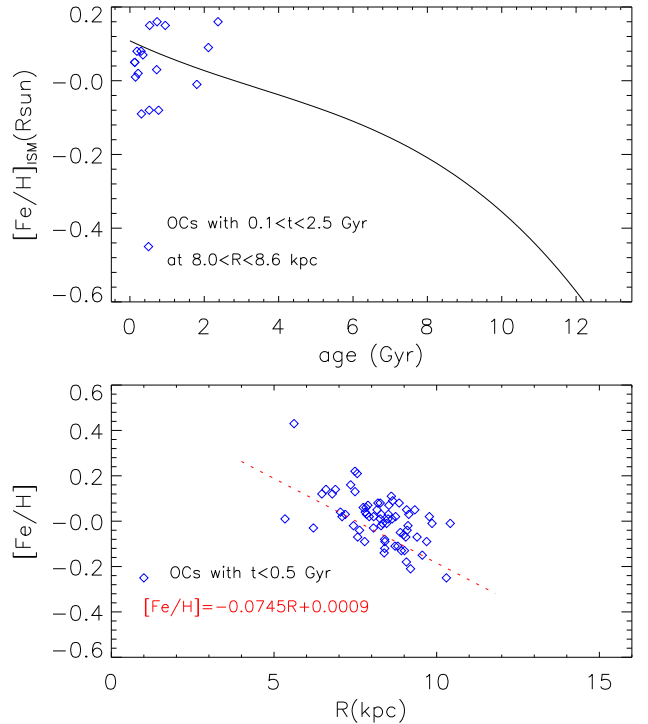 0.2
-0.0
-0.2
-0.4
-0.6
[Fe/H]ISM(Rsun)
OCs with 0.1<t<2.5 Gyr
at 8.0<R<8.6 kpc
0 2 4 6 8 10 12
age (Gyr)
0.6
0.4
0.2
-0.0
-0.2
-0.4
-0.6
[Fe/H]
OCs with t<0.5 Gyr
[Fe/H]=-0.0745R+0.0009
0 5 10 15
R(kpc)